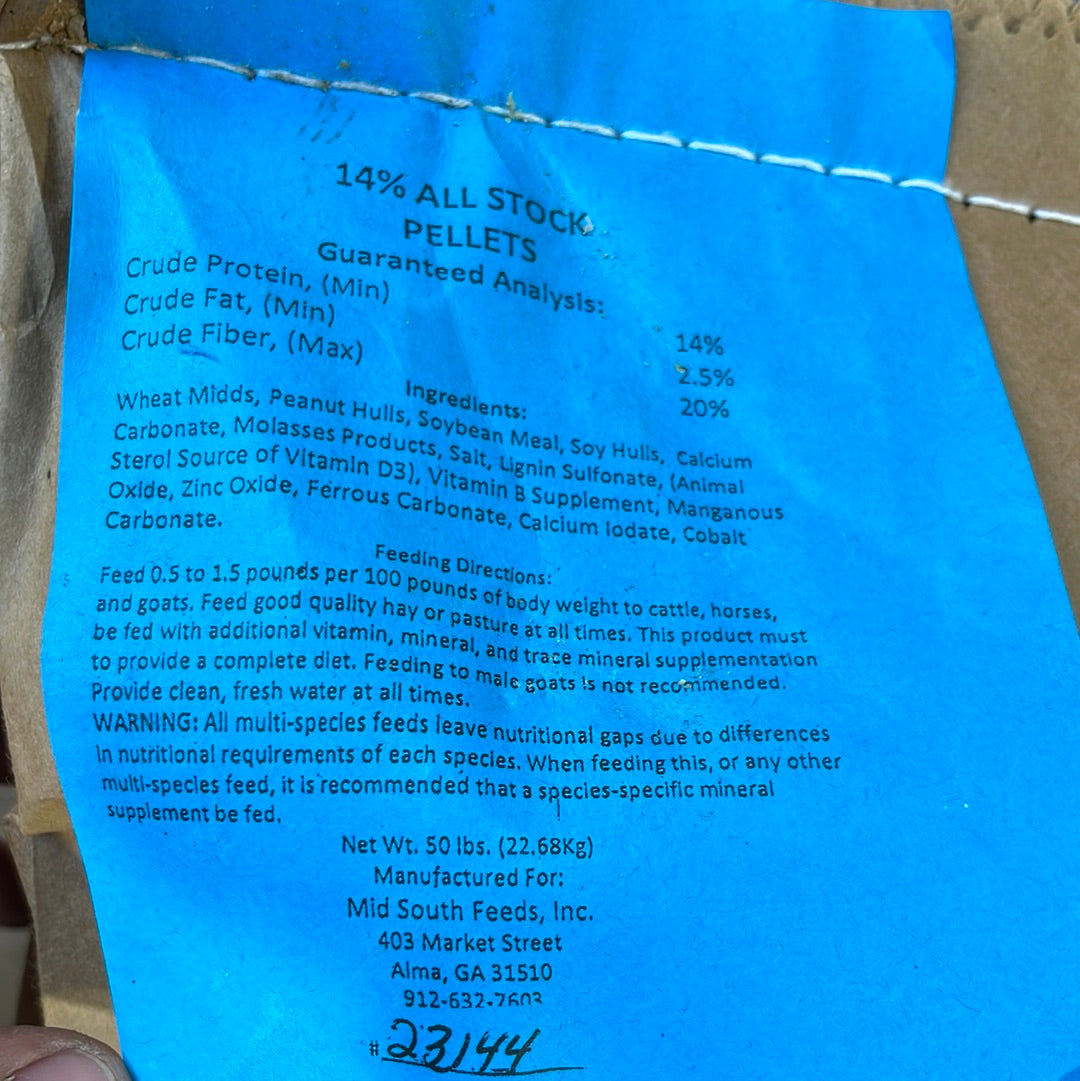 14% ALL STOCK
PELLETS
Guaranteed Analysis:
Crude Protein, (Min) 14%
Crude Fat, (Min) 2.5%
Crude Fiber, (Max) 20%
Ingredients:
Wheat Midds, Peanut Hulls, Soybean Meal, Soy Hulls, Calcium
Carbonate, Molasses Products, Salt, Lignin Sulfonate, (Animal
Sterol Source of Vitamin D3), Vitamin B Supplement, Manganous
Oxide, Zinc Oxide, Ferrous Carbonate, Calcium Iodate, Cobalt
Carbonate.
Feeding Directions:
Feed 0.5 to 1.5 pounds per 100 pounds of body weight to cattle, horses,
and goats. Feed good quality hay or pasture at all times. This product must
be fed with additional vitamin, mineral, and trace mineral supplementation
to provide a complete diet. Feeding to male goats is not recommended.
Provide clean, fresh water at all times.
WARNING: All multi-species feeds leave nutritional gaps due to differences
in nutritional requirements of each species. When feeding this, or any other
multi-species feed, it is recommended that a species-specific mineral
supplement be fed.
Net Wt. 50 lbs. (22.68Kg)
Manufactured For:
Mid South Feeds, Inc.
403 Market Street
Alma, GA 31510
912-632-7603
# 23144